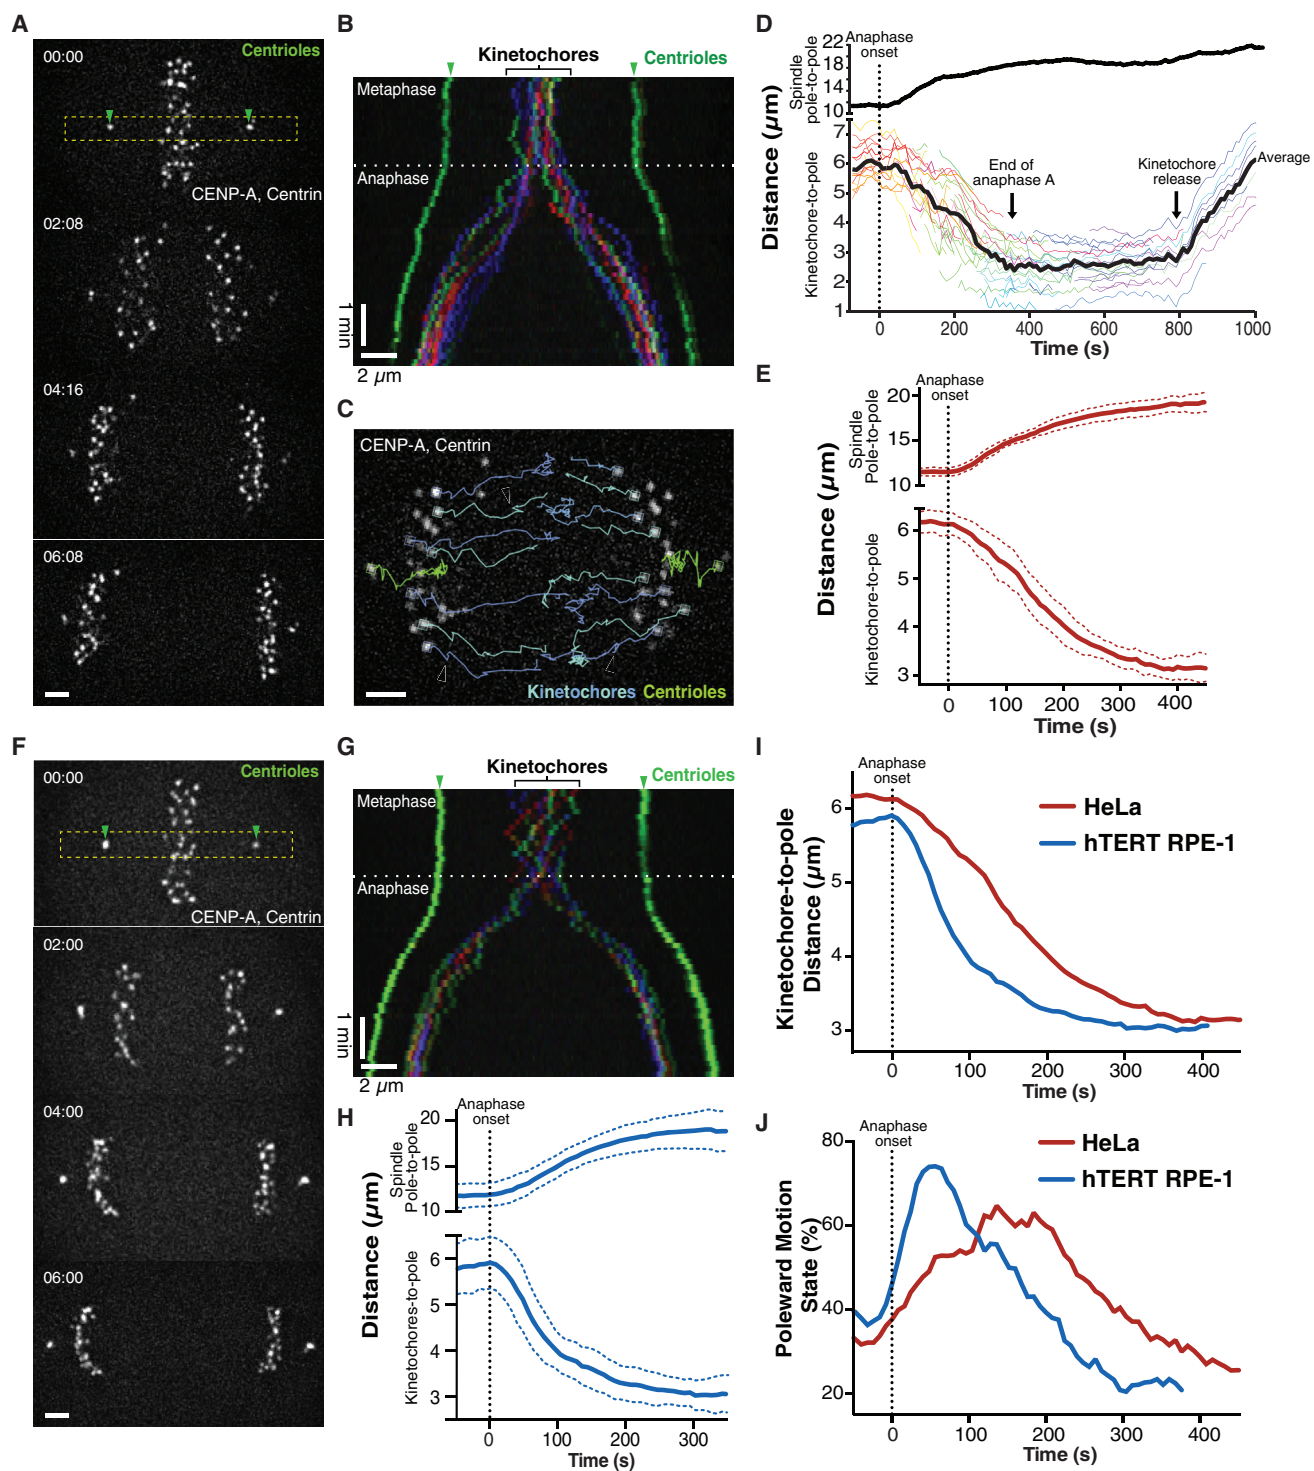 A
Centrioles
00:00
CENP-A, Centrin
02:08
04:16
06:08
B
Kinetochores
Centrioles
Metaphase
Anaphase
1 min
2 µm
C
CENP-A, Centrin
Kinetochores Centrioles
D
Anaphase
onset
Distance (µm)
Spindle
pole-to-pole
22
18
14
10
Kinetochore-to-pole
7
6
5
4
3
2
1
End of
anaphase A
Kinetochore
release
Average
0
200
400
600
800
1000
Time (s)
E
Anaphase
onset
Distance (µm)
Spindle
Pole-to-pole
20
15
10
Kinetochore-to-pole
6
5
4
3
0
100
200
300
400
Time (s)
F
Centrioles
00:00
CENP-A, Centrin
02:00
04:00
06:00
G
Kinetochores
Centrioles
Metaphase
Anaphase
1 min
2 µm
H
Anaphase
onset
Distance (µm)
Spindle
Pole-to-pole
20
15
10
Kinetochores-to-pole
6
5
4
3
0
100
200
300
Time (s)
I
Anaphase
onset
HeLa
hTERT RPE-1
Kinetochore-to-pole
Distance (µm)
6
5
4
3
0
100
200
300
400
Time (s)
J
Anaphase
onset
HeLa
hTERT RPE-1
Poleward Motion
State (%)
80
60
40
20
0
100
200
300
400
Time (s)